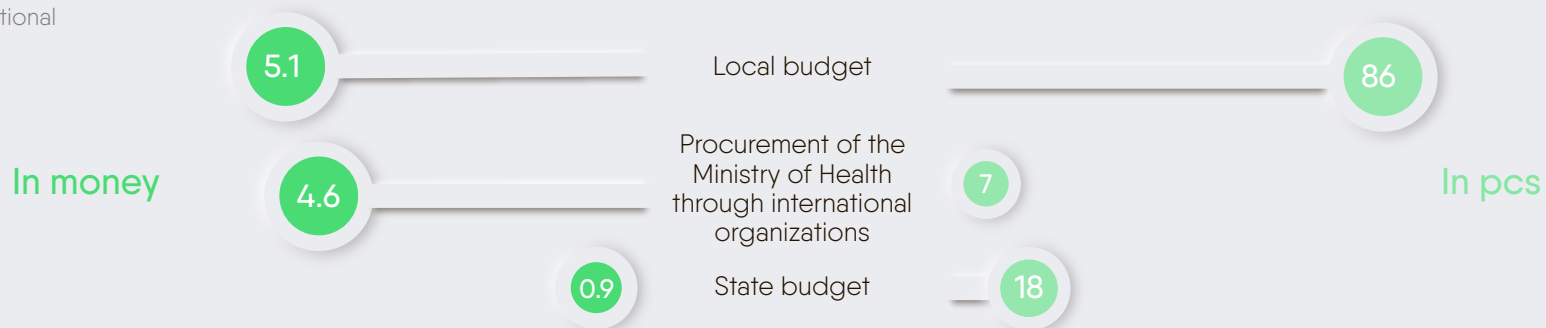 tional
5.1
Local budget
86
In money
4.6
Procurement of the
Ministry of Health
through international
organizations
7
In pcs
0.9
State budget
18